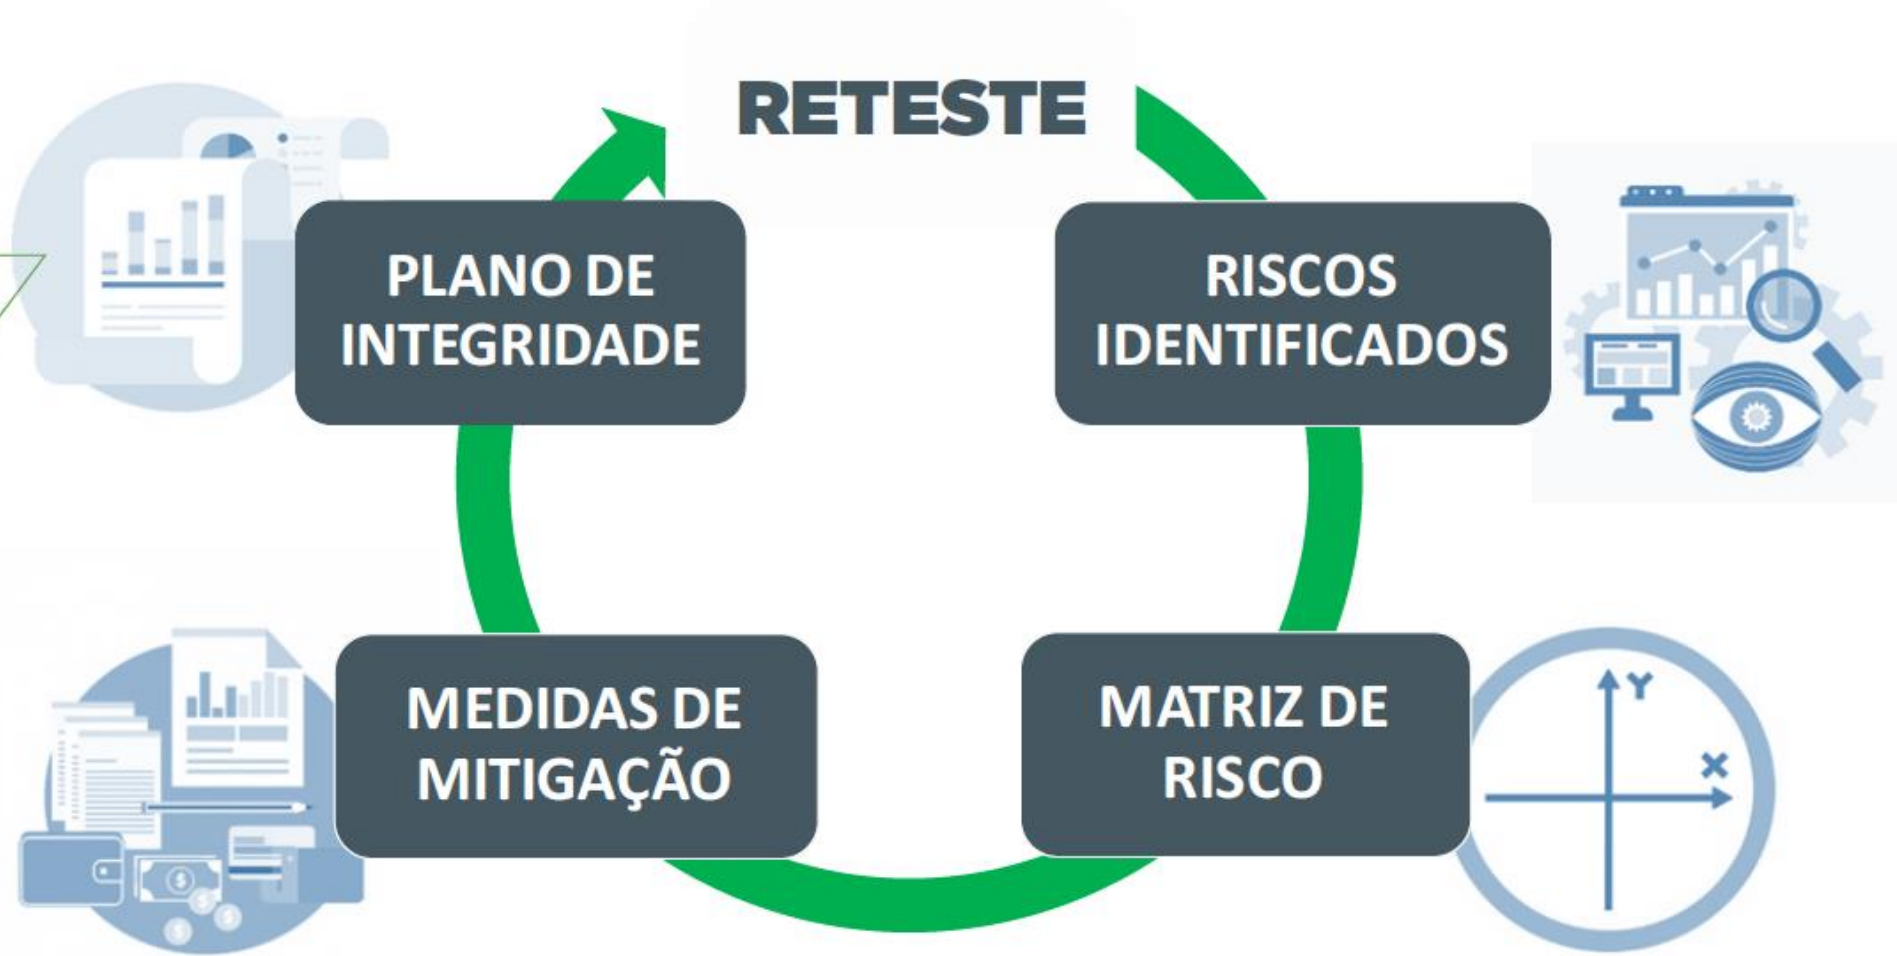 RETESTE
PLANO DE
INTEGRIDADE
RISCOS
IDENTIFICADOS
MEDIDAS DE
MITIGAÇÃO
MATRIZ DE
RISCO
Y
X
$
$
$
$